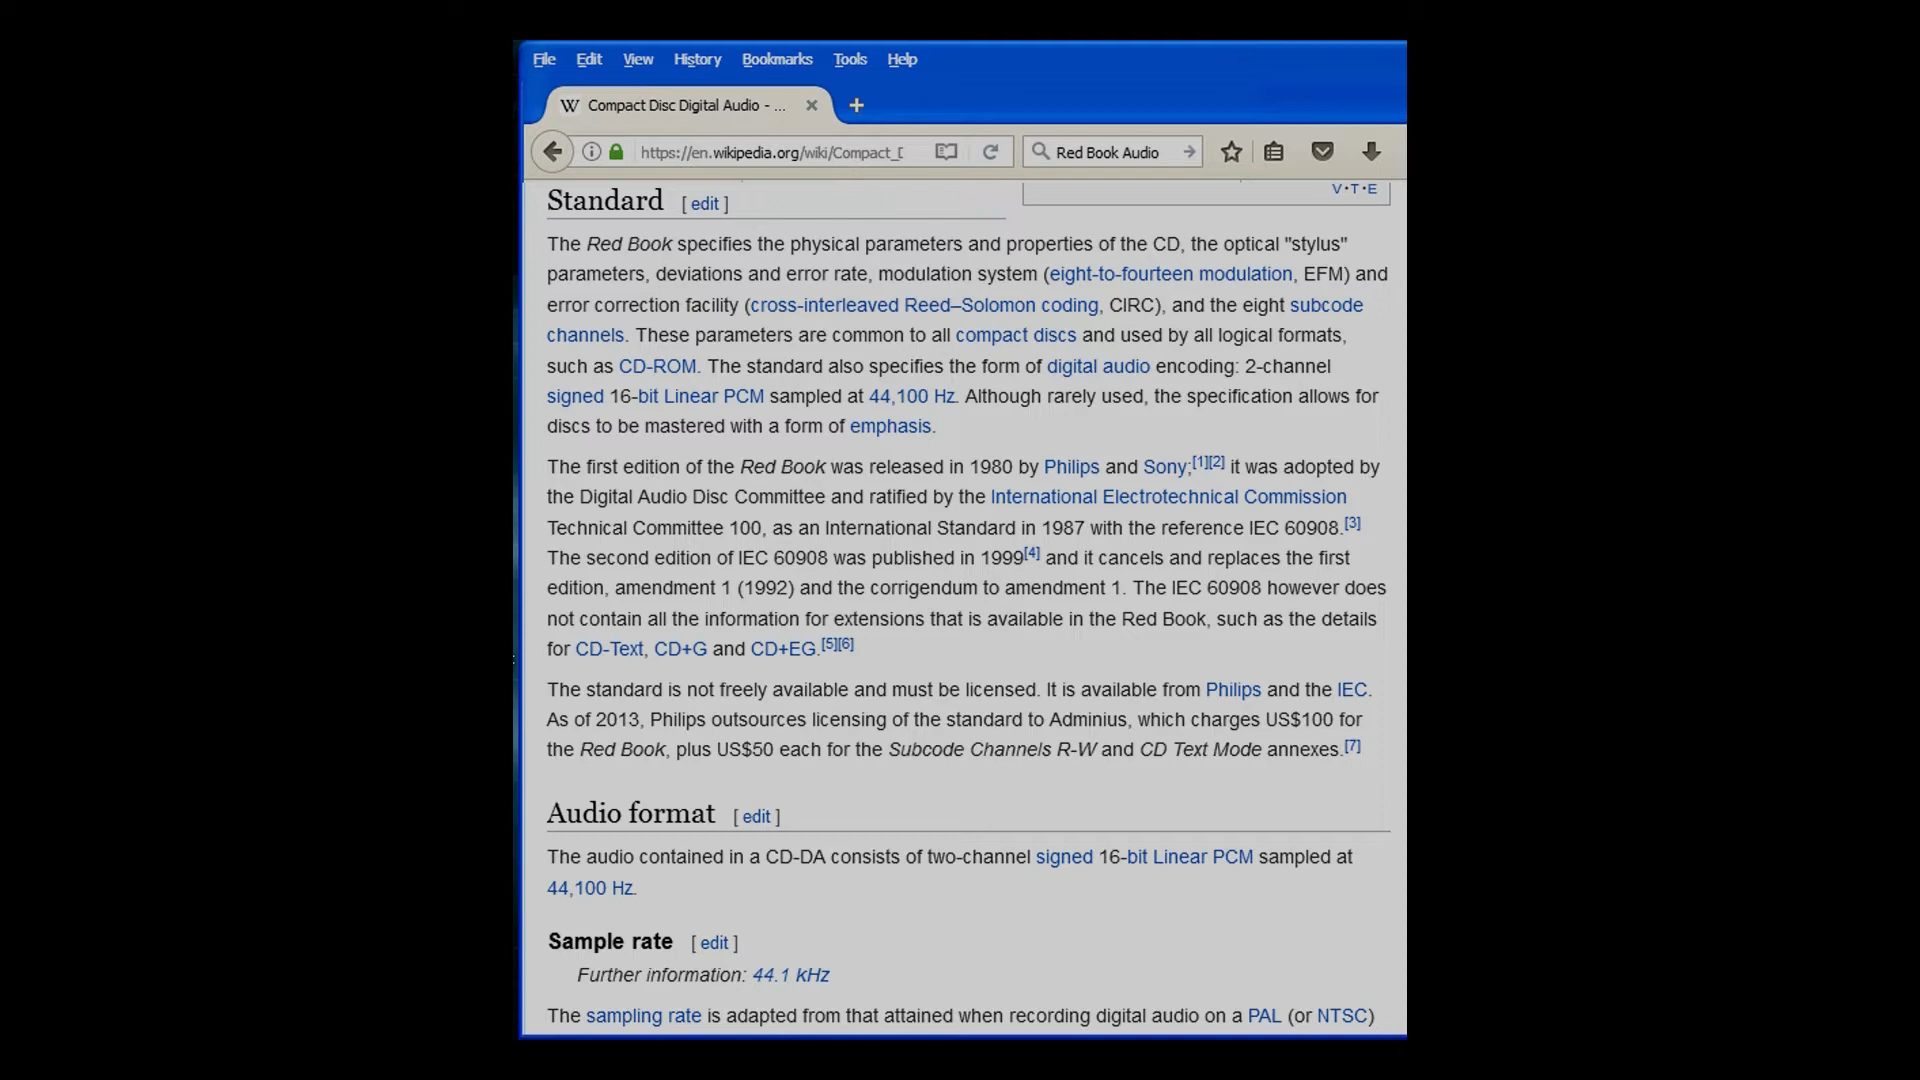 File Edit View History Bookmarks Tools Help
W Compact Disc Digital Audio - ...
https://en.wikipedia.org/wiki/Compact_D Red Book Audio
V•T•E
Standard [ edit ]
The Red Book specifies the physical parameters and properties of the CD, the optical "stylus"
parameters, deviations and error rate, modulation system (eight-to-fourteen modulation, EFM) and
error correction facility (cross-interleaved Reed–Solomon coding, CIRC), and the eight subcode
channels. These parameters are common to all compact discs and used by all logical formats,
such as CD-ROM. The standard also specifies the form of digital audio encoding: 2-channel
signed 16-bit Linear PCM sampled at 44,100 Hz. Although rarely used, the specification allows for
discs to be mastered with a form of emphasis.
The first edition of the Red Book was released in 1980 by Philips and Sony;[1][2] it was adopted by
the Digital Audio Disc Committee and ratified by the International Electrotechnical Commission
Technical Committee 100, as an International Standard in 1987 with the reference IEC 60908.[3]
The second edition of IEC 60908 was published in 1999[4] and it cancels and replaces the first
edition, amendment 1 (1992) and the corrigendum to amendment 1. The IEC 60908 however does
not contain all the information for extensions that is available in the Red Book, such as the details
for CD-Text, CD+G and CD+EG.[5][6]
The standard is not freely available and must be licensed. It is available from Philips and the IEC.
As of 2013, Philips outsources licensing of the standard to Adminius, which charges US$100 for
the Red Book, plus US$50 each for the Subcode Channels R-W and CD Text Mode annexes.[7]
Audio format [ edit ]
The audio contained in a CD-DA consists of two-channel signed 16-bit Linear PCM sampled at
44,100 Hz.
Sample rate [ edit ]
Further information: 44.1 kHz
The sampling rate is adapted from that attained when recording digital audio on a PAL (or NTSC)